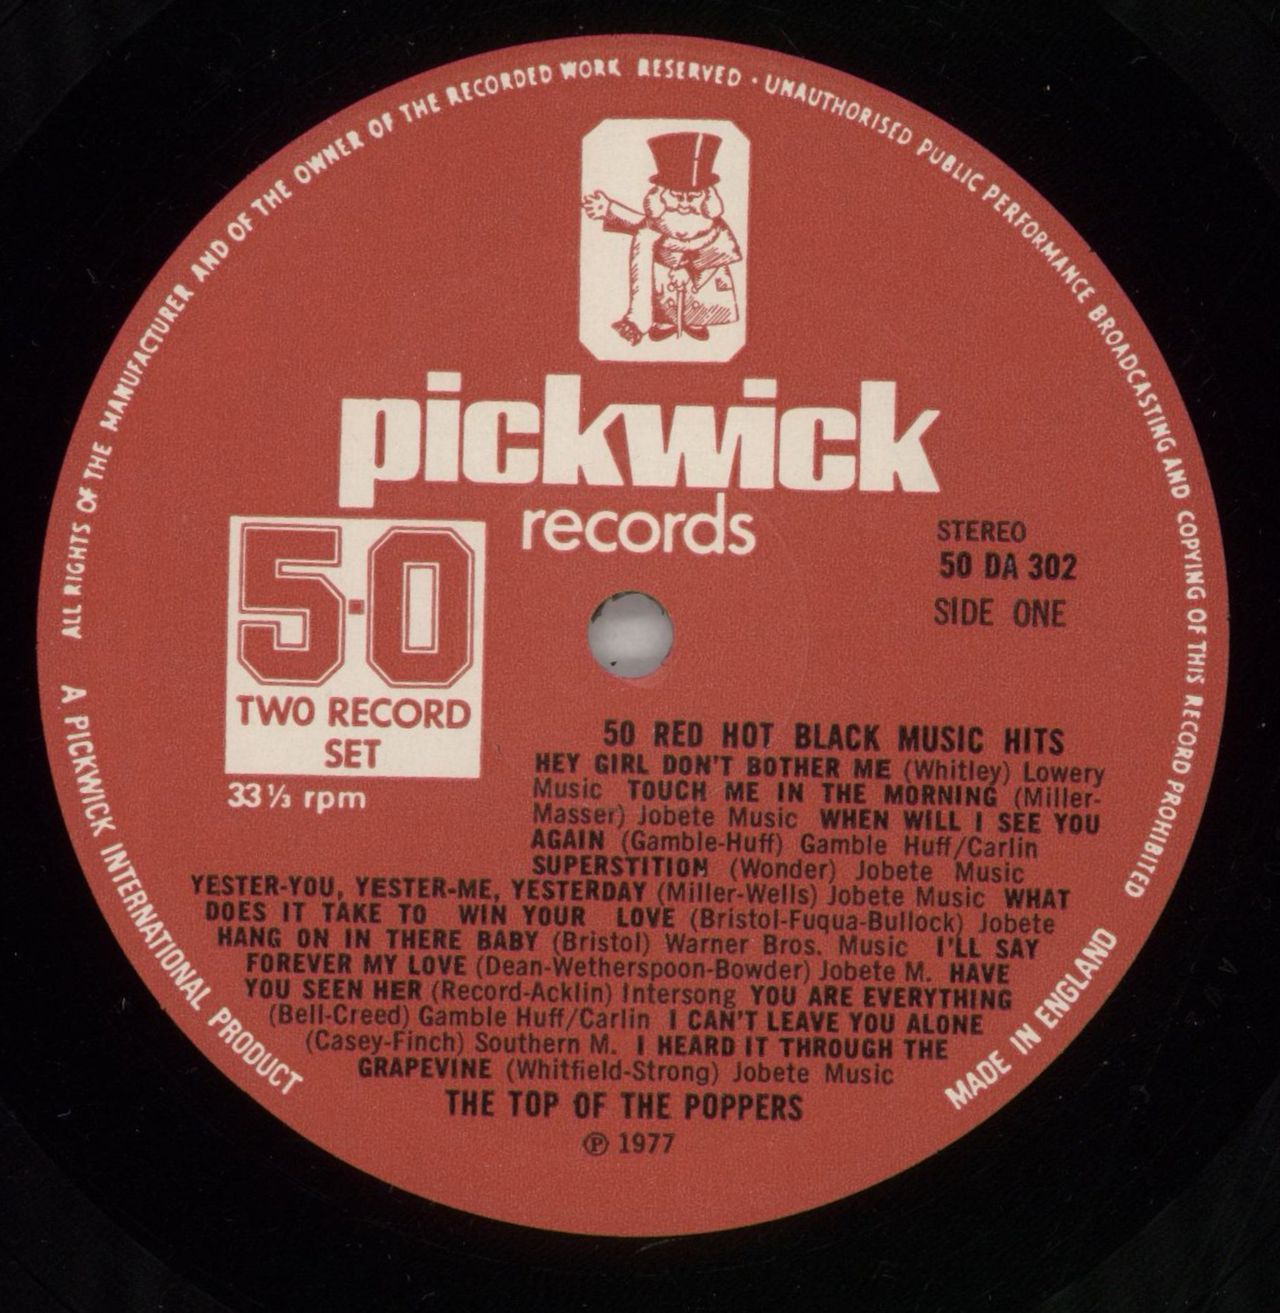 ALL RIGHTS OF THE MANUFACTURER AND OF THE OWNER OF THE RECORDED WORK RESERVED · UNAUTHORISED PUBLIC PERFORMANCE BROADCASTING AND COPYING OF THIS RECORD PROHIBITED
pickwick
records
5·0
TWO RECORD
SET
33⅓ rpm
STEREO
50 DA 302
SIDE ONE
50 RED HOT BLACK MUSIC HITS
HEY GIRL DON'T BOTHER ME (Whitley) Lowery
Music TOUCH ME IN THE MORNING (Miller-
Masser) Jobete Music WHEN WILL I SEE YOU
AGAIN (Gamble-Huff) Gamble Huff/Carlin
SUPERSTITION (Wonder) Jobete Music
YESTER-YOU, YESTER-ME, YESTERDAY (Miller-Wells) Jobete Music WHAT
DOES IT TAKE TO WIN YOUR LOVE (Bristol-Fuqua-Bullock) Jobete
HANG ON IN THERE BABY (Bristol) Warner Bros. Music I'LL SAY
FOREVER MY LOVE (Dean-Wetherspoon-Bowder) Jobete M. HAVE
YOU SEEN HER (Record-Acklin) Intersong YOU ARE EVERYTHING
(Bell-Creed) Gamble Huff/Carlin I CAN'T LEAVE YOU ALONE
(Casey-Finch) Southern M. I HEARD IT THROUGH THE
GRAPEVINE (Whitfield-Strong) Jobete Music
THE TOP OF THE POPPERS
℗ 1977
A PICKWICK INTERNATIONAL PRODUCT
MADE IN ENGLAND